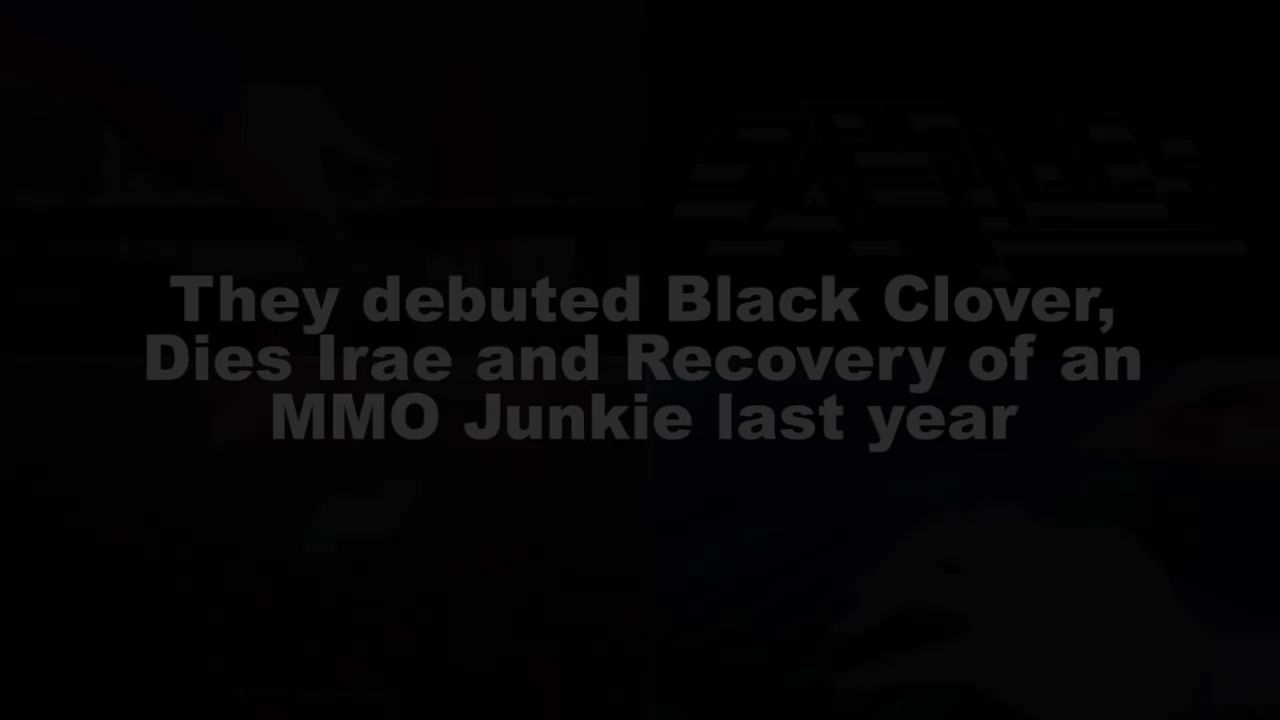 They debuted Black Clover,
Dies Irae and Recovery of an
MMO Junkie last year